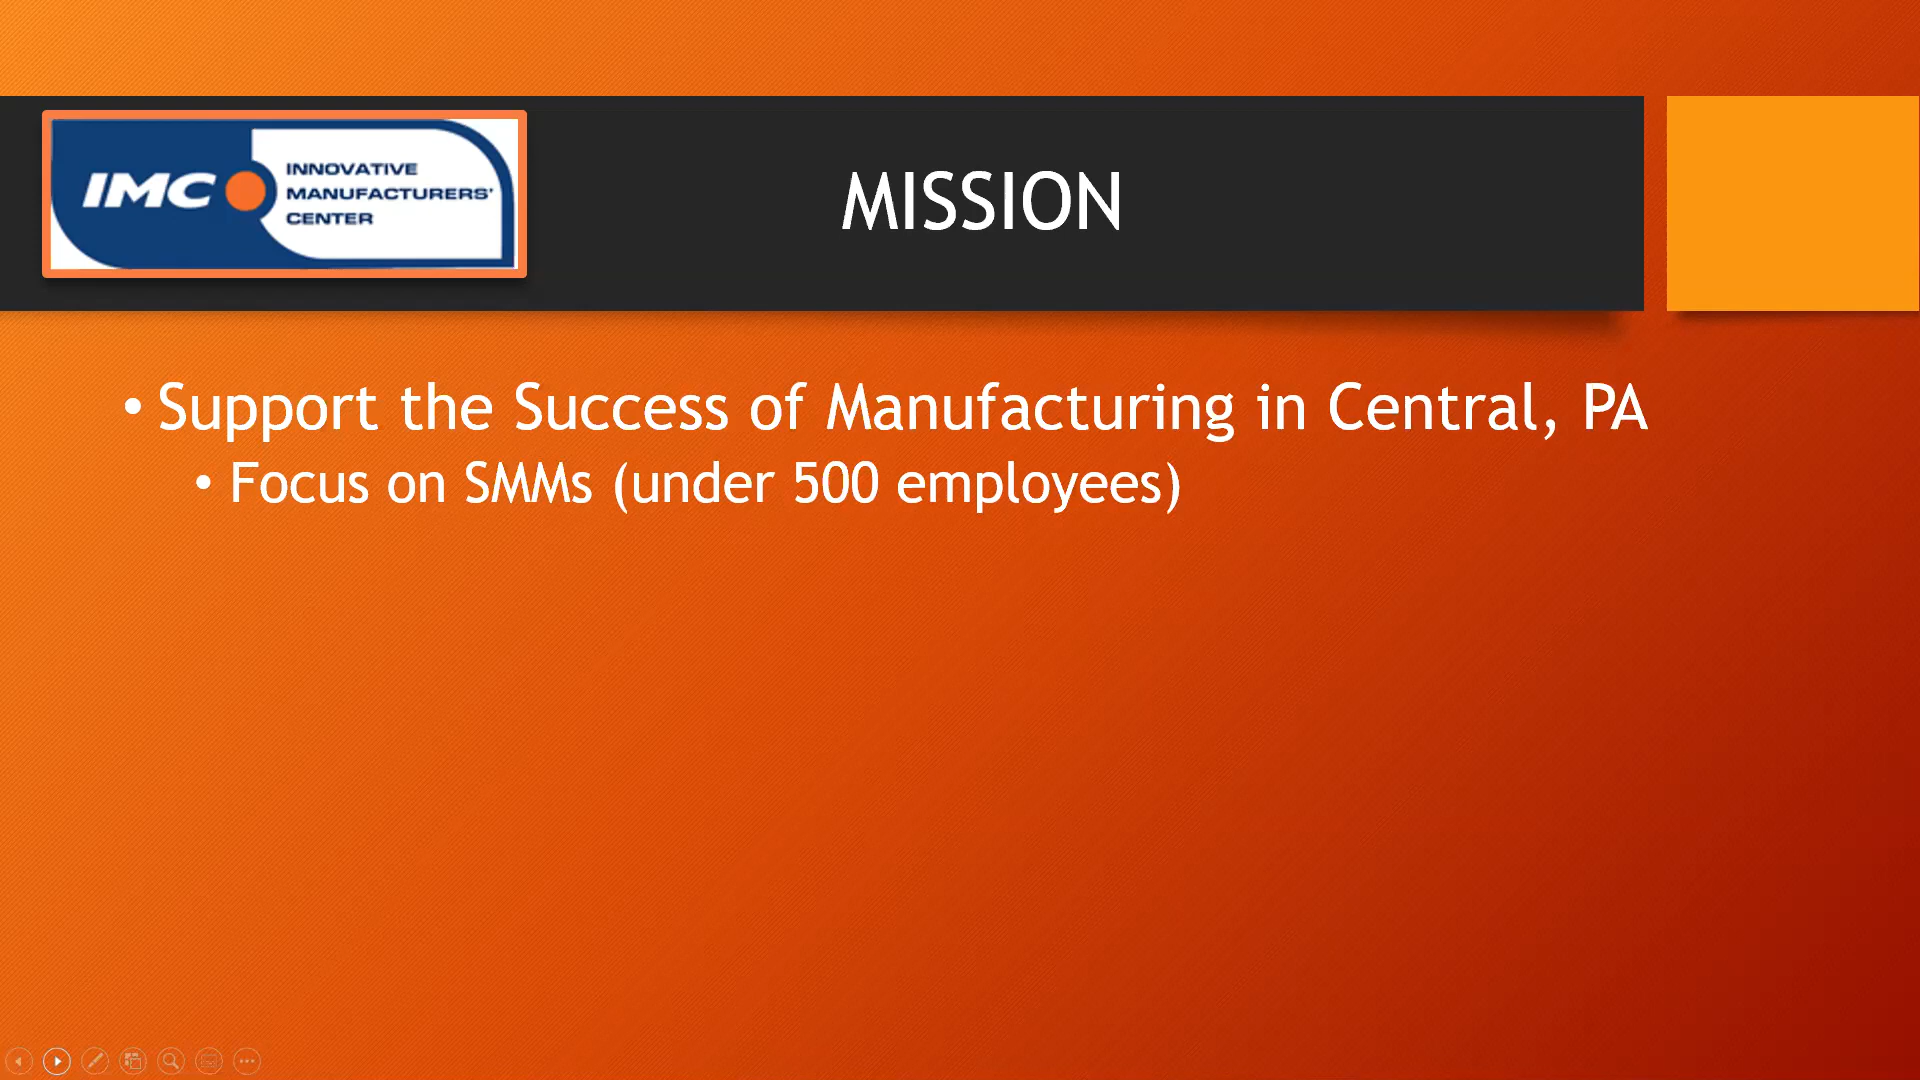 IMC
INNOVATIVE
MANUFACTURERS'
CENTER
MISSION
• Support the Success of Manufacturing in Central, PA
• Focus on SMMs (under 500 employees)